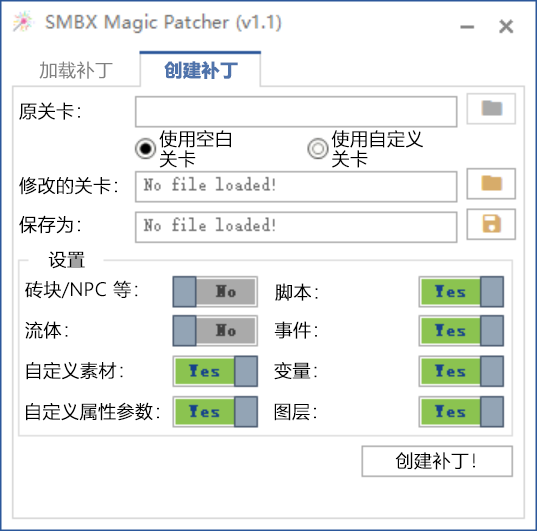 SMBX Magic Patcher (v1.1)
加载补丁 创建补丁
原关卡：
使用空白关卡 使用自定义关卡
修改的关卡： No file loaded!
保存为： No file loaded!
设置
砖块/NPC 等： No 脚本： Yes
流体： No 事件： Yes
自定义素材： Yes 变量： Yes
自定义属性参数： Yes 图层： Yes
创建补丁！